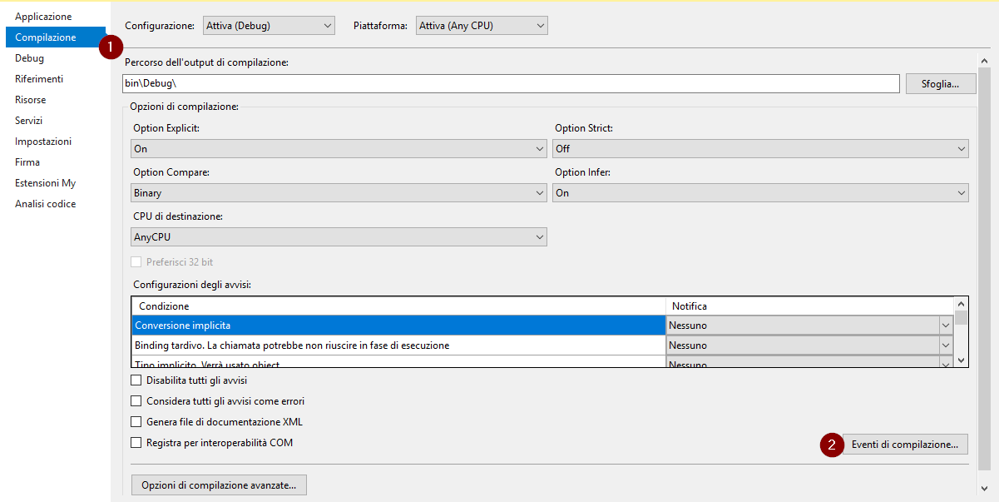 Applicazione
Compilazione
Debug
Riferimenti
Risorse
Servizi
Impostazioni
Firma
Estensioni My
Analisi codice
1
Configurazione: Attiva (Debug) Piattaforma: Attiva (Any CPU)
Percorso dell'output di compilazione:
bin\Debug\ Sfoglia...
Opzioni di compilazione:
Option Explicit: Option Strict:
On Off
Option Compare: Option Infer:
Binary On
CPU di destinazione:
AnyCPU
Preferisci 32 bit
Configurazioni degli avvisi:
Condizione Notifica
Conversione implicita Nessuno
Binding tardivo. La chiamata potrebbe non riuscire in fase di esecuzione Nessuno
Tipo implicito. Verrà usato object Nessuno
Disabilita tutti gli avvisi
Considera tutti gli avvisi come errori
Genera file di documentazione XML
Registra per interoperabilità COM
2 Eventi di compilazione...
Opzioni di compilazione avanzate...